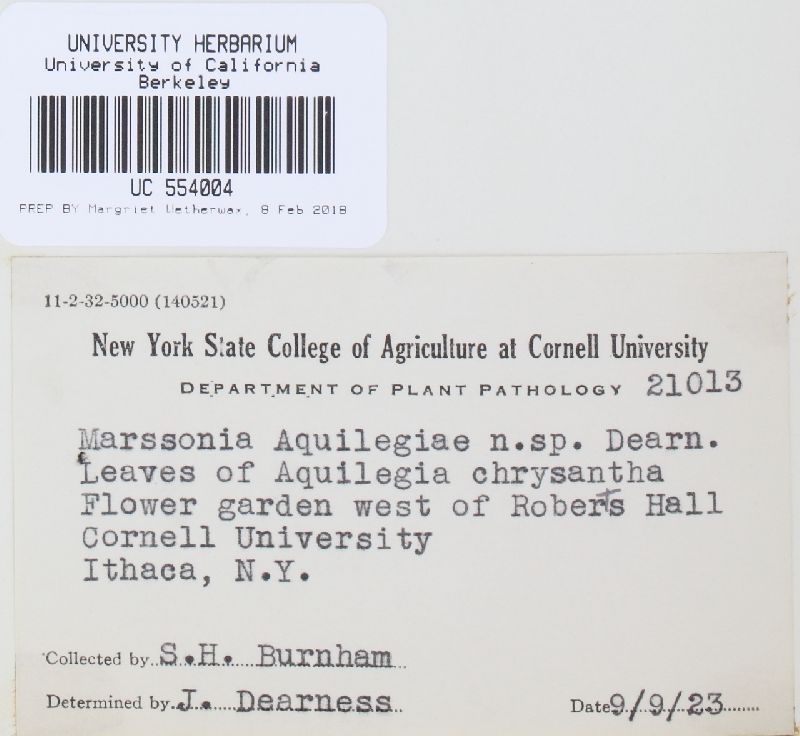 UNIVERSITY HERBARIUM
University of California
Berkeley
UC 554004
PREP BY Margriet Wetherwax, 8 Feb 2018
11-2-32-5000 (140521)
New York State College of Agriculture at Cornell University
DEPARTMENT OF PLANT PATHOLOGY 21013
Marssonia Aquilegiae n.sp. Dearn.
Leaves of Aquilegia chrysantha
Flower garden west of Roberts Hall
Cornell University
Ithaca, N.Y.
Collected by S.H. Burnham
Determined by J. Dearness Date 9/9/23